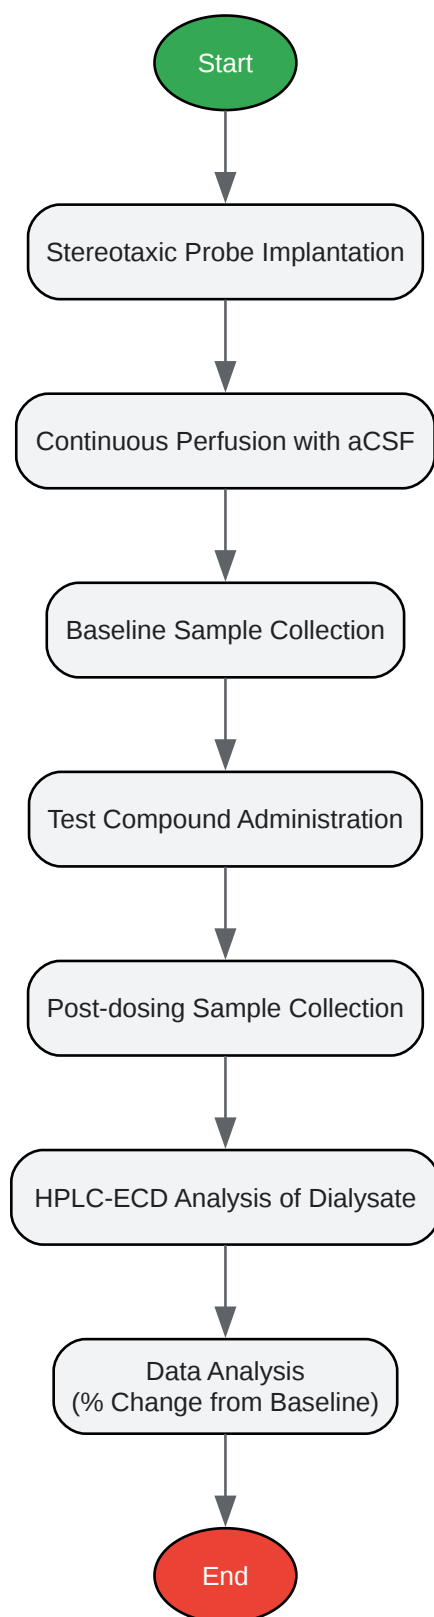 Start
Stereotaxic Probe Implantation
Continuous Perfusion with aCSF
Baseline Sample Collection
Test Compound Administration
Post-dosing Sample Collection
HPLC-ECD Analysis of Dialysate
Data Analysis
(% Change from Baseline)
End